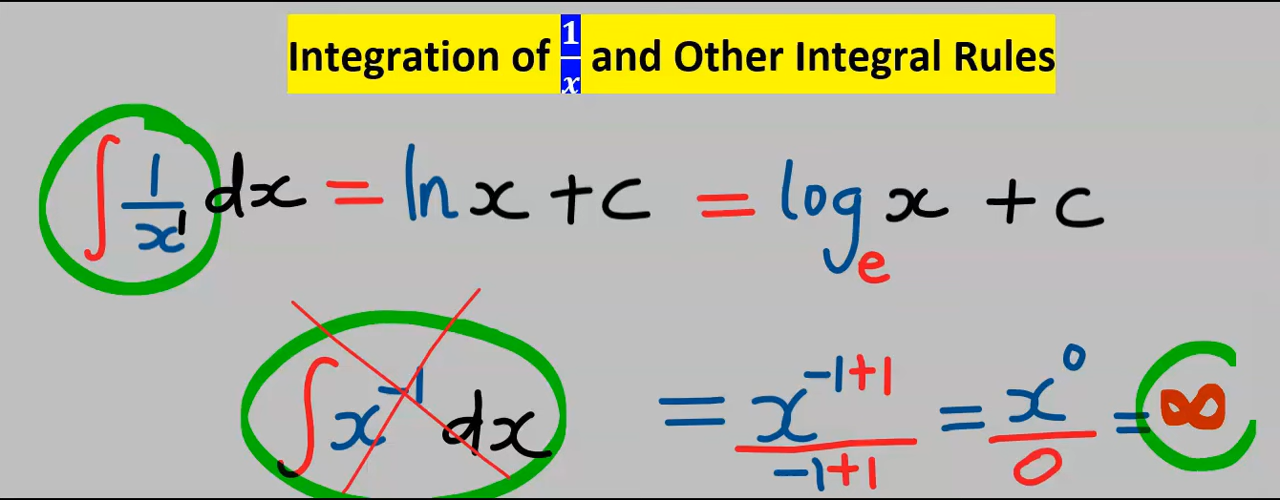 Integration of 1/x and Other Integral Rules
∫ 1/x¹ dx = ln x + c = logₑ x + c
∫ x⁻¹ dx = x⁻¹⁺¹/-1+1 = x⁰/0 = ∞